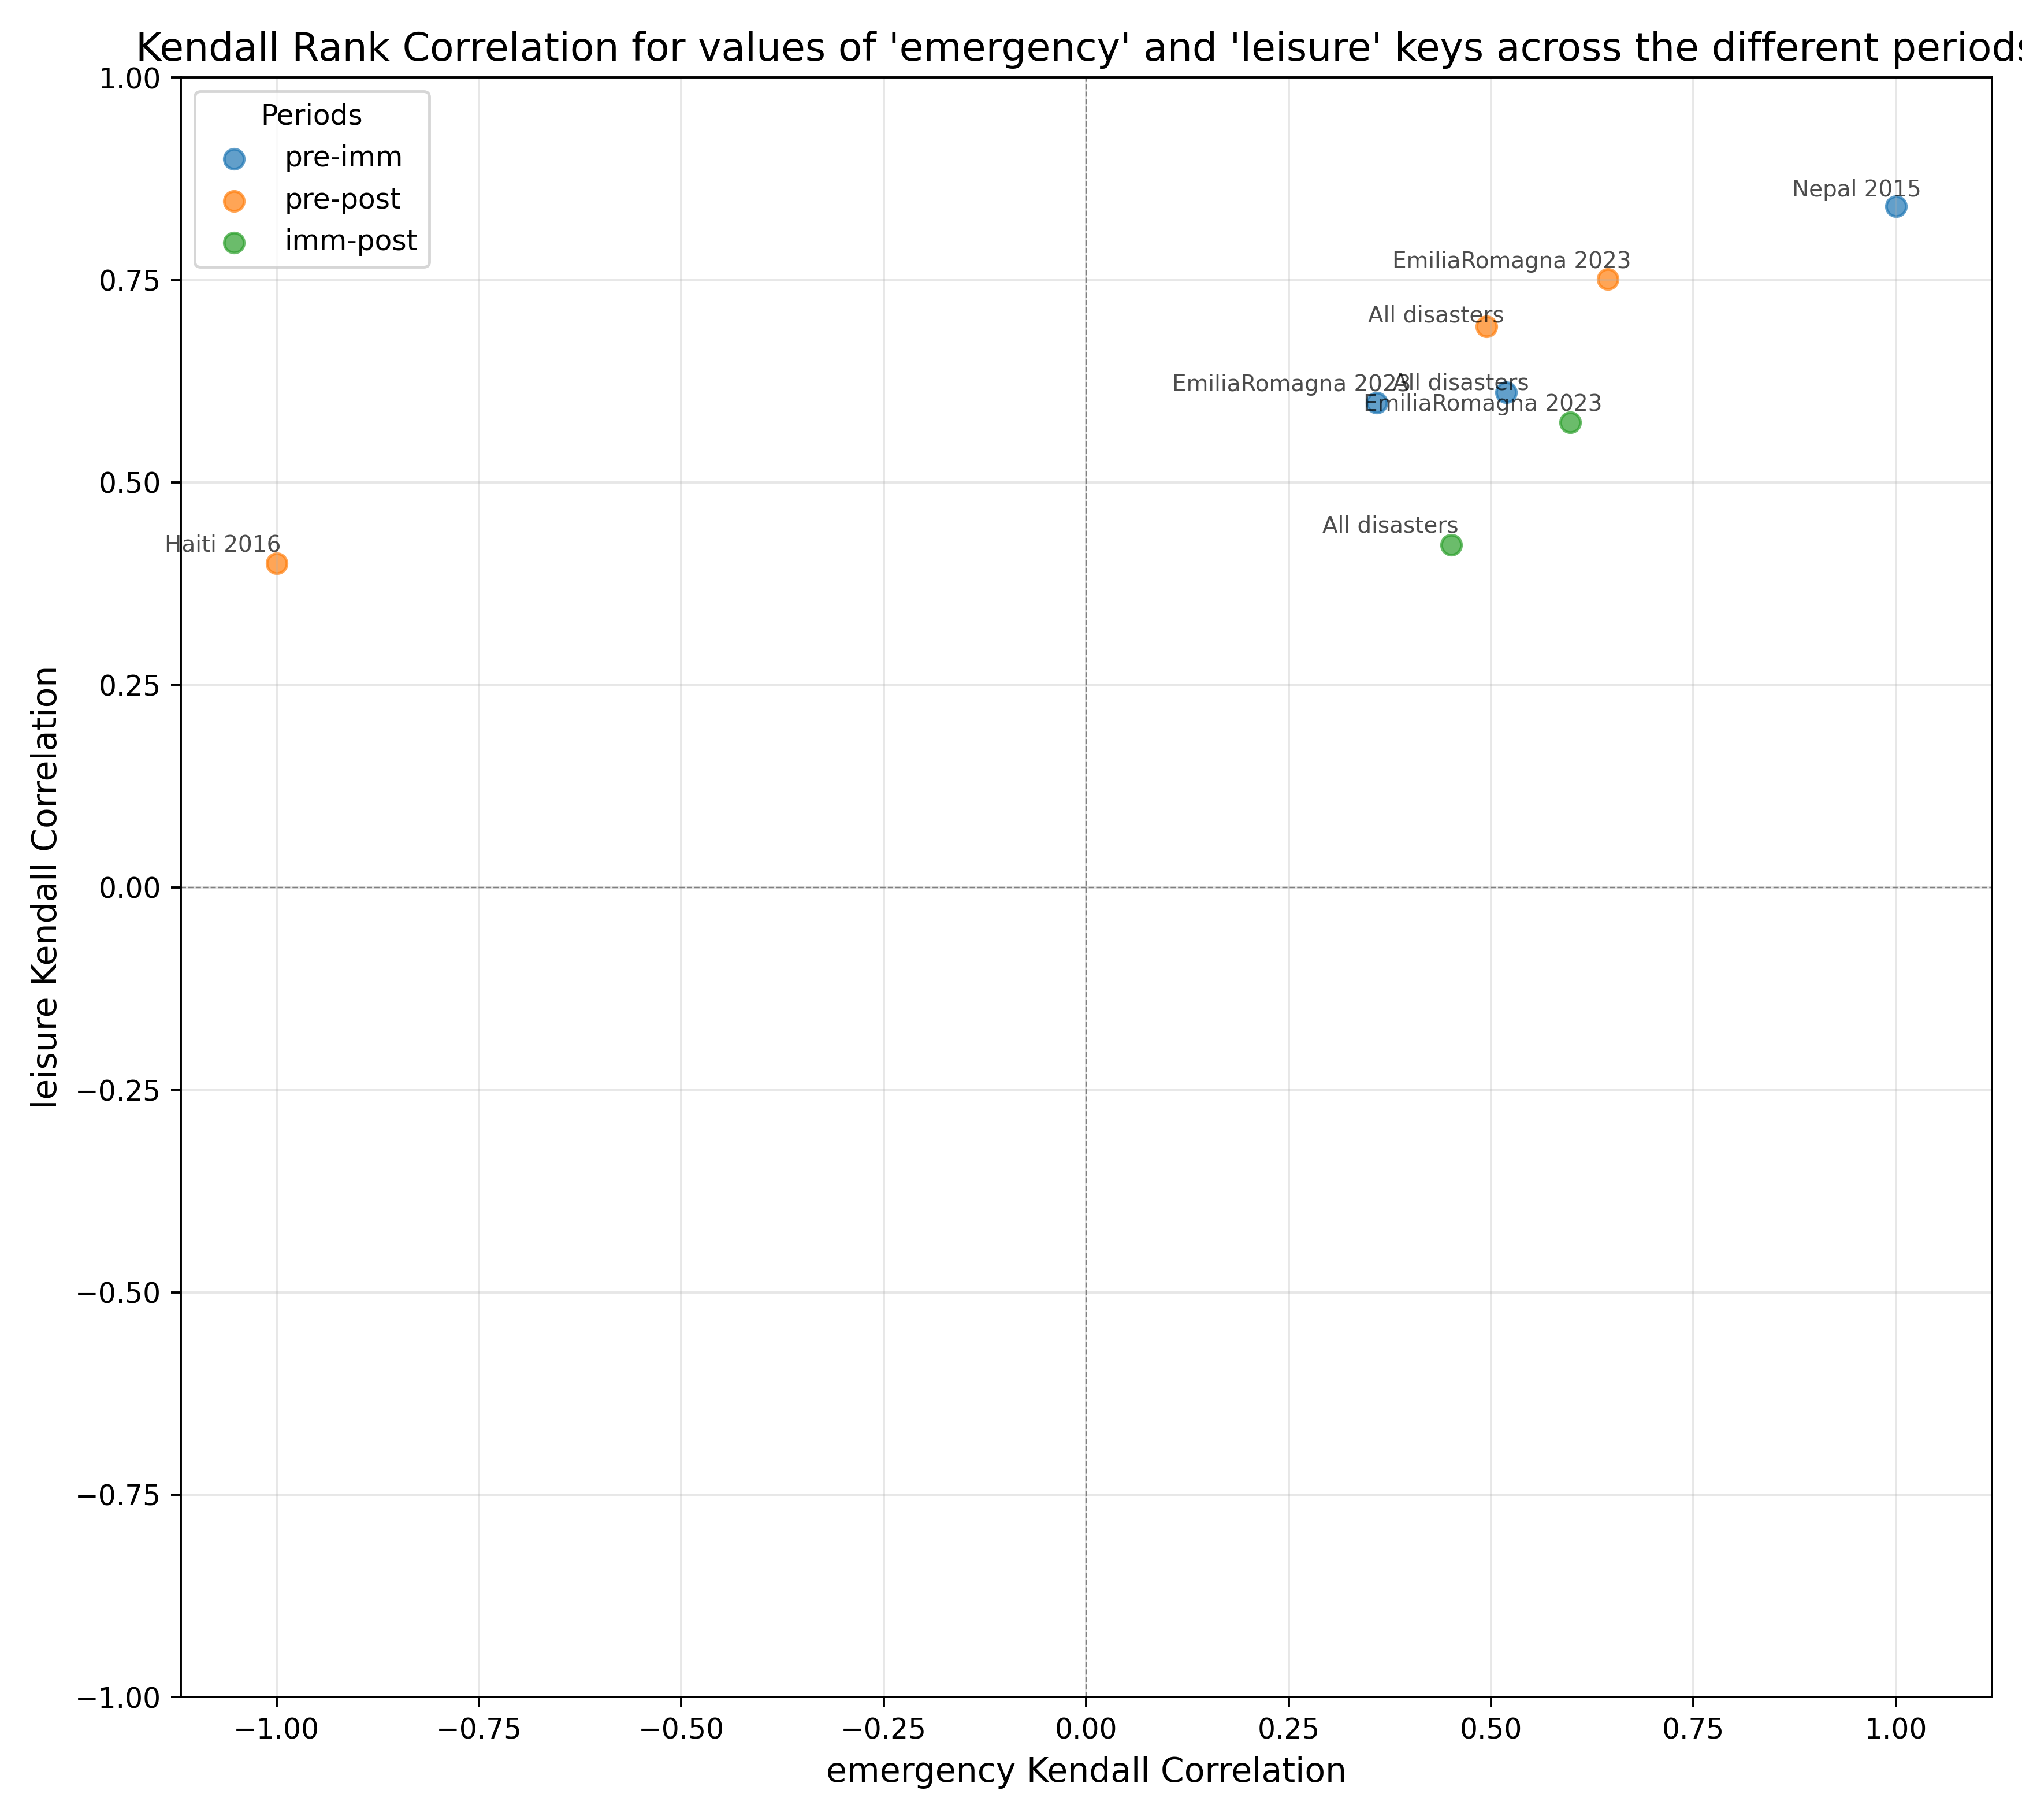 Kendall Rank Correlation for values of 'emergency' and 'leisure' keys across the different periods
Periods
pre-imm
pre-post
imm-post
Nepal 2015
EmiliaRomagna 2023
All disasters
EmiliaRomagna 2023
All disasters
EmiliaRomagna 2023
All disasters
Haiti 2016
leisure Kendall Correlation
1.00
0.75
0.50
0.25
0.00
−0.25
−0.50
−0.75
−1.00
−1.00
−0.75
−0.50
−0.25
0.00
0.25
0.50
0.75
1.00
emergency Kendall Correlation